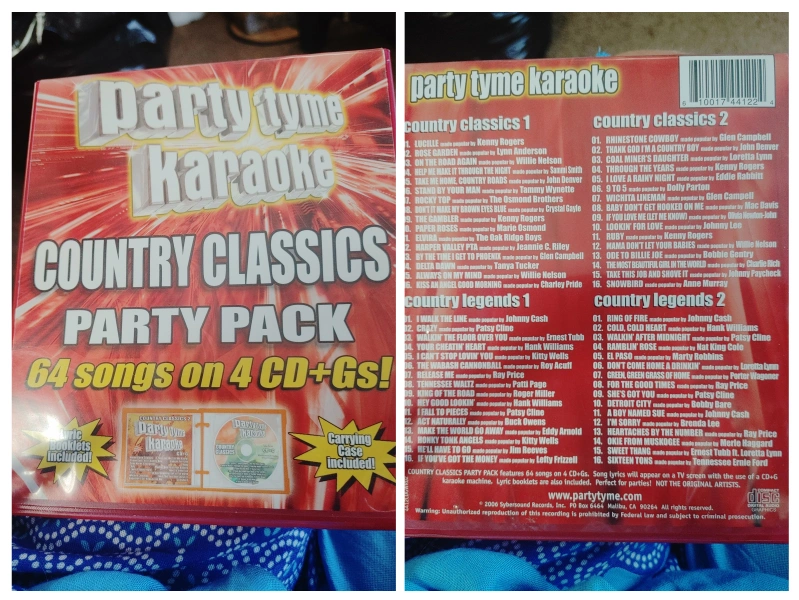 party tyme
karaoke
COUNTRY CLASSICS
PARTY PACK
64 songs on 4 CD+Gs!
Lyric
Booklets
Included!
Carrying
Case
Included!
party tyme karaoke
6 10017 44122 4
country classics 1
01. LUCILLE made popular by Kenny Rogers
02. ROSE GARDEN made popular by Lynn Anderson
03. ON THE ROAD AGAIN made popular by Willie Nelson
04. HELP ME MAKE IT THROUGH THE NIGHT made popular by Sammi Smith
05. TAKE ME HOME, COUNTRY ROADS made popular by John Denver
06. STAND BY YOUR MAN made popular by Tammy Wynette
07. ROCKY TOP made popular by The Osmond Brothers
08. DON'T IT MAKE MY BROWN EYES BLUE made popular by Crystal Gayle
09. THE GAMBLER made popular by Kenny Rogers
10. PAPER ROSES made popular by Marie Osmond
11. ELVIRA made popular by The Oak Ridge Boys
12. HARPER VALLEY PTA made popular by Jeannie C. Riley
13. BY THE TIME I GET TO PHOENIX made popular by Glen Campbell
14. DELTA DAWN made popular by Tanya Tucker
15. ALWAYS ON MY MIND made popular by Willie Nelson
16. KISS AN ANGEL GOOD MORNING made popular by Charley Pride
country classics 2
01. RHINESTONE COWBOY made popular by Glen Campbell
02. THANK GOD I'M A COUNTRY BOY made popular by John Denver
03. COAL MINER'S DAUGHTER made popular by Loretta Lynn
04. THROUGH THE YEARS made popular by Kenny Rogers
05. I LOVE A RAINY NIGHT made popular by Eddie Rabbitt
06. 9 TO 5 made popular by Dolly Parton
07. WICHITA LINEMAN made popular by Glen Campell
08. BABY DON'T GET HOOKED ON ME made popular by Mac Davis
09. IF YOU LOVE ME (LET ME KNOW) made popular by Olivia Newton-John
10. LOOKIN' FOR LOVE made popular by Johnny Lee
11. RUBY made popular by Kenny Rogers
12. MAMA DON'T LET YOUR BABIES made popular by Willie Nelson
13. ODE TO BILLIE JOE made popular by Bobbie Gentry
14. THE MOST BEAUTIFUL GIRL IN THE WORLD made popular by Charlie Rich
15. TAKE THIS JOB AND SHOVE IT made popular by Johnny Paycheck
16. SNOWBIRD made popular by Anne Murray
country legends 1
01. I WALK THE LINE made popular by Johnny Cash
02. CRAZY made popular by Patsy Cline
03. WALKIN' THE FLOOR OVER YOU made popular by Ernest Tubb
04. YOUR CHEATIN' HEART made popular by Hank Williams
05. I CAN'T STOP LOVIN' YOU made popular by Kitty Wells
06. THE WABASH CANNONBALL made popular by Roy Acuff
07. RELEASE ME made popular by Ray Price
08. TENNESSEE WALTZ made popular by Patti Page
09. KING OF THE ROAD made popular by Roger Miller
10. HEY GOOD LOOKIN' made popular by Hank Williams
11. I FALL TO PIECES made popular by Patsy Cline
12. ACT NATURALLY made popular by Buck Owens
13. MAKE THE WORLD GO AWAY made popular by Eddy Arnold
14. HONKY TONK ANGELS made popular by Kitty Wells
15. HE'LL HAVE TO GO made popular by Jim Reeves
16. IF YOU'VE GOT THE MONEY made popular by Lefty Frizzell
country legends 2
01. RING OF FIRE made popular by Johnny Cash
02. COLD, COLD HEART made popular by Hank Williams
03. WALKIN' AFTER MIDNIGHT made popular by Patsy Cline
04. RAMBLIN' ROSE made popular by Nat King Cole
05. EL PASO made popular by Marty Robbins
06. DON'T COME HOME A DRINKIN' made popular by Loretta Lynn
07. GREEN, GREEN GRASS OF HOME made popular by Porter Wagoner
08. FOR THE GOOD TIMES made popular by Ray Price
09. SHE'S GOT YOU made popular by Patsy Cline
10. DETROIT CITY made popular by Bobby Bare
11. A BOY NAMED SUE made popular by Johnny Cash
12. I'M SORRY made popular by Brenda Lee
13. HEARTACHES BY THE NUMBER made popular by Ray Price
14. OKIE FROM MUSKOGEE made popular by Merle Haggard
15. SWEET THANG made popular by Ernest Tubb ft. Loretta Lynn
16. SIXTEEN TONS made popular by Tennessee Ernie Ford
COUNTRY CLASSICS PARTY PACK features 64 songs on 4 CD+Gs. Song lyrics will appear on a TV screen with the use of a CD+G
karaoke machine. Lyric booklets are also included. Perfect for parties! NOT THE ORIGINAL ARTISTS.
www.partytyme.com
© 2006 Sybersound Records, Inc. PO Box 6464 Malibu, CA 90264 All rights reserved.
Warning: Unauthorized reproduction of this recording is prohibited by Federal law and subject to criminal prosecution.
COMPACT
disc
DIGITAL AUDIO
GRAPHICS